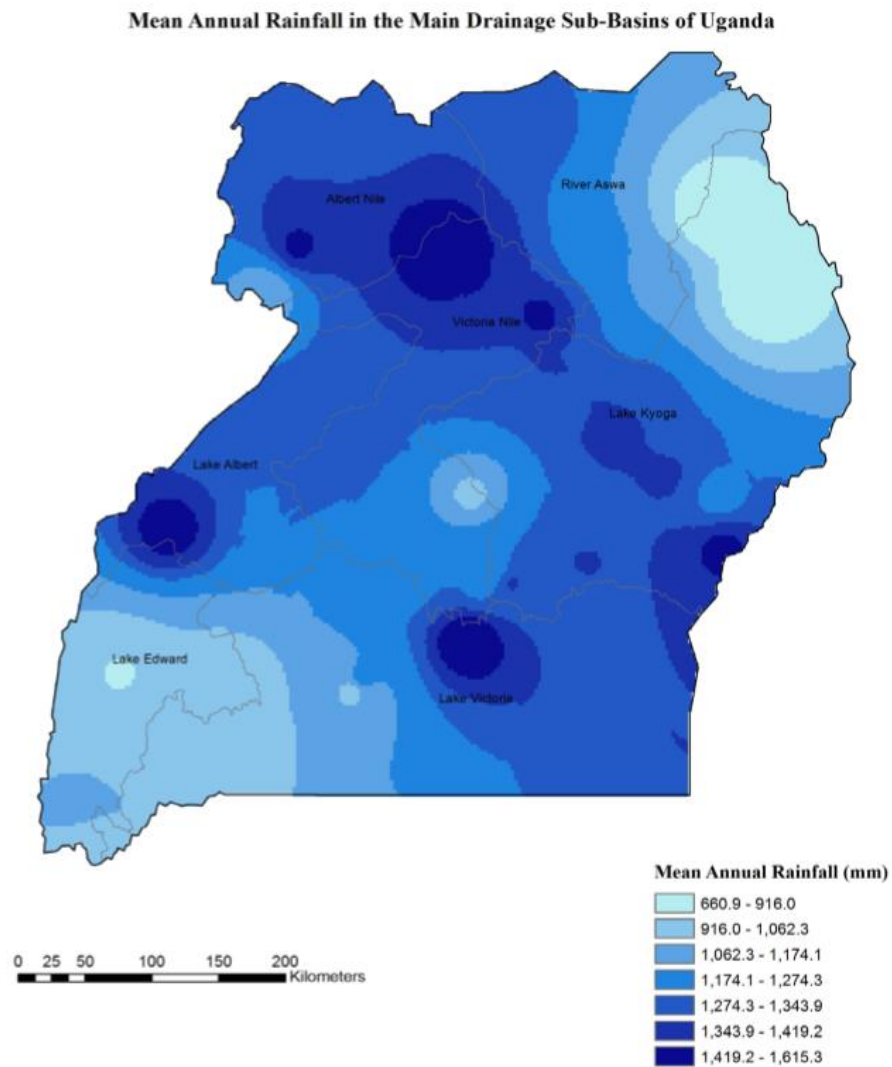 Mean Annual Rainfall in the Main Drainage Sub-Basins of Uganda
River Aswa
Albert Nile
Victoria Nile
Lake Kyoga
Lake Albert
Lake Edward
Lake Victoria
Mean Annual Rainfall (mm)
660.9 - 916.0
916.0 - 1,062.3
1,062.3 - 1,174.1
1,174.1 - 1,274.3
1,274.3 - 1,343.9
1,343.9 - 1,419.2
1,419.2 - 1,615.3
0 25 50 100 150 200
Kilometers